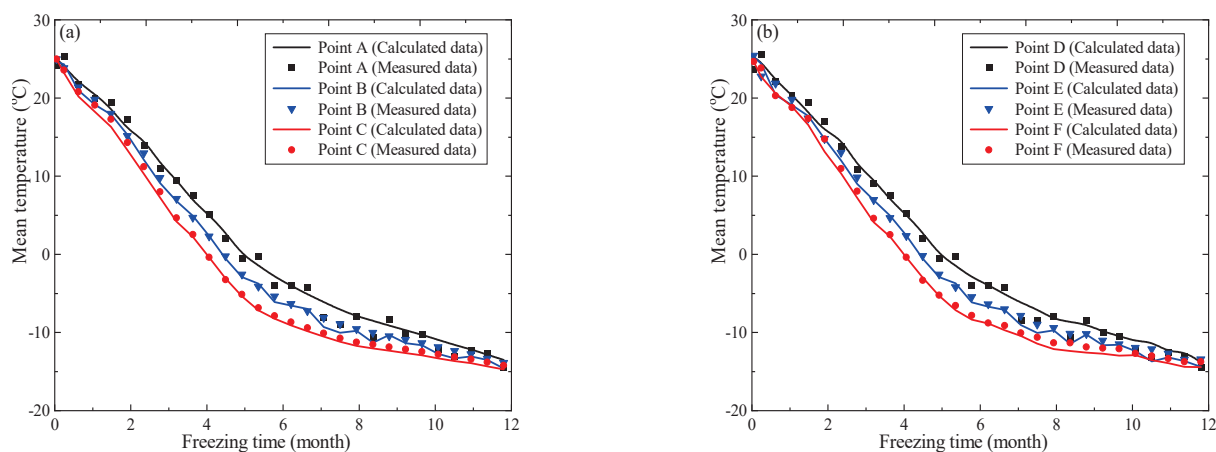 (a)
Point A (Calculated data)
Point A (Measured data)
Point B (Calculated data)
Point B (Measured data)
Point C (Calculated data)
Point C (Measured data)
Mean temperature (°C)
30
20
10
0
-10
-20
0
2
4
6
8
10
12
Freezing time (month)
(b)
Point D (Calculated data)
Point D (Measured data)
Point E (Calculated data)
Point E (Measured data)
Point F (Calculated data)
Point F (Measured data)
Mean temperature (°C)
30
20
10
0
-10
-20
0
2
4
6
8
10
12
Freezing time (month)